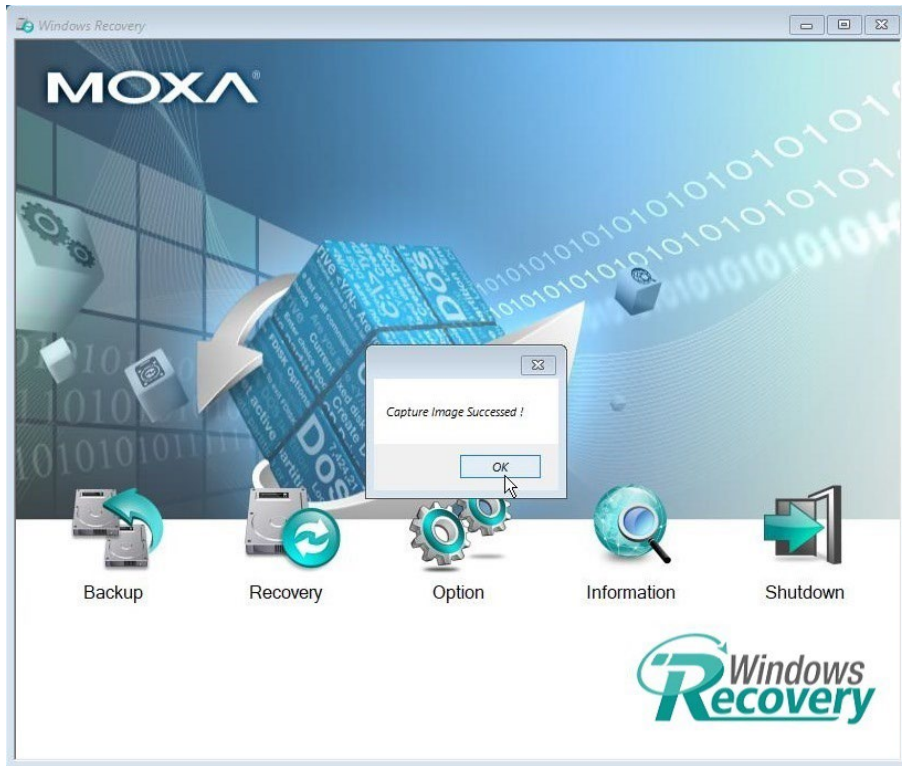 Windows Recovery
MOXA®
Capture Image Successed !
OK
Backup
Recovery
Option
Information
Shutdown
Windows
Recovery